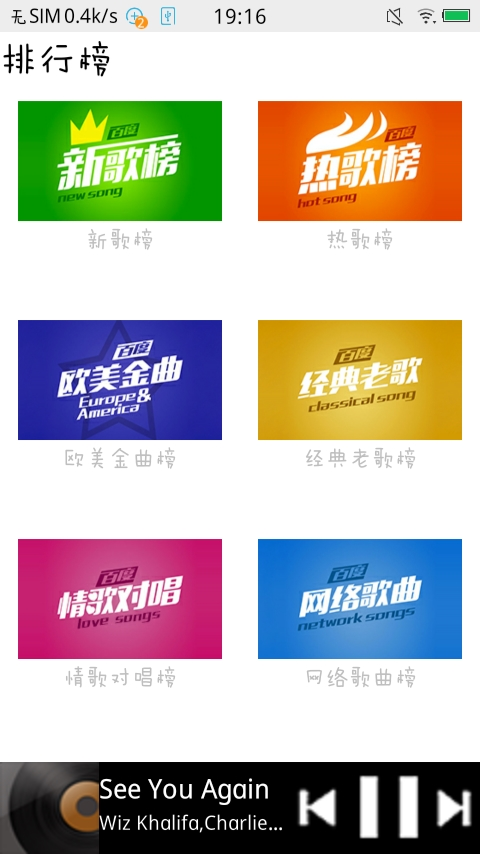 无SIM 0.4k/s 2 19:16
排行榜
百度
新歌榜
new song
新歌榜
百度
热歌榜
hot song
热歌榜
百度
欧美金曲
Europe &
America
欧美金曲榜
百度
经典老歌
classical song
经典老歌榜
百度
情歌对唱
love songs
情歌对唱榜
百度
网络歌曲
network songs
网络歌曲榜
See You Again
Wiz Khalifa,Charlie...